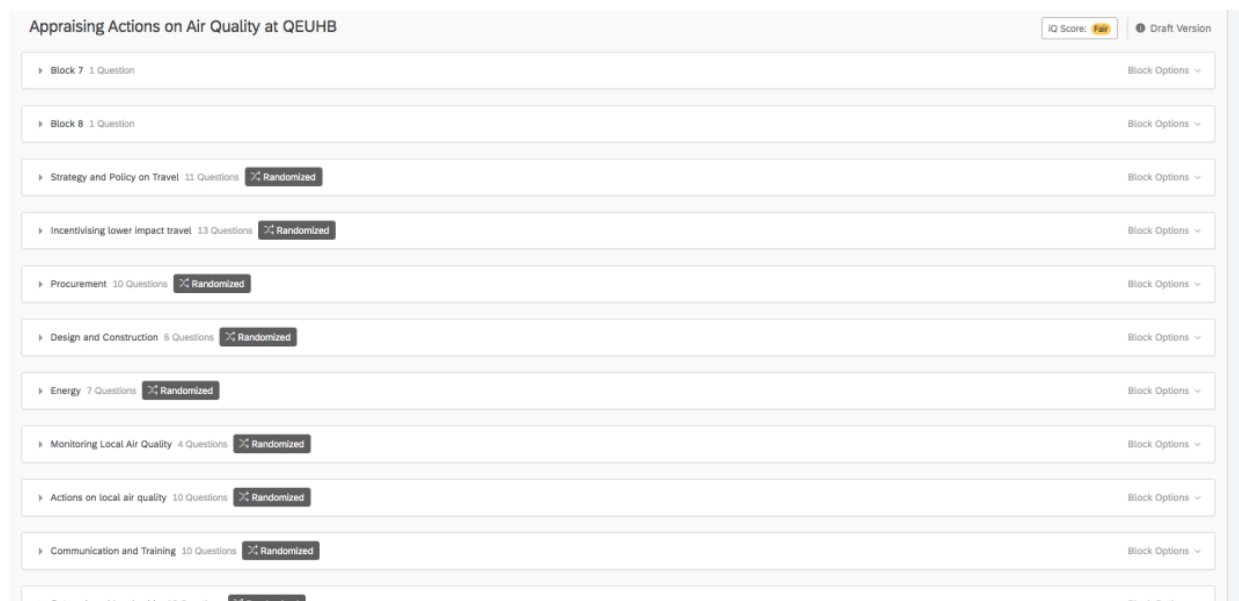 Appraising Actions on Air Quality at QEUHB iQ Score: Fair Draft Version
Block 7 1 Question Block Options
Block 8 1 Question Block Options
Strategy and Policy on Travel 11 Questions Randomized Block Options
Incentivising lower impact travel 13 Questions Randomized Block Options
Procurement 10 Questions Randomized Block Options
Design and Construction 6 Questions Randomized Block Options
Energy 7 Questions Randomized Block Options
Monitoring Local Air Quality 4 Questions Randomized Block Options
Actions on local air quality 10 Questions Randomized Block Options
Communication and Training 10 Questions Randomized Block Options